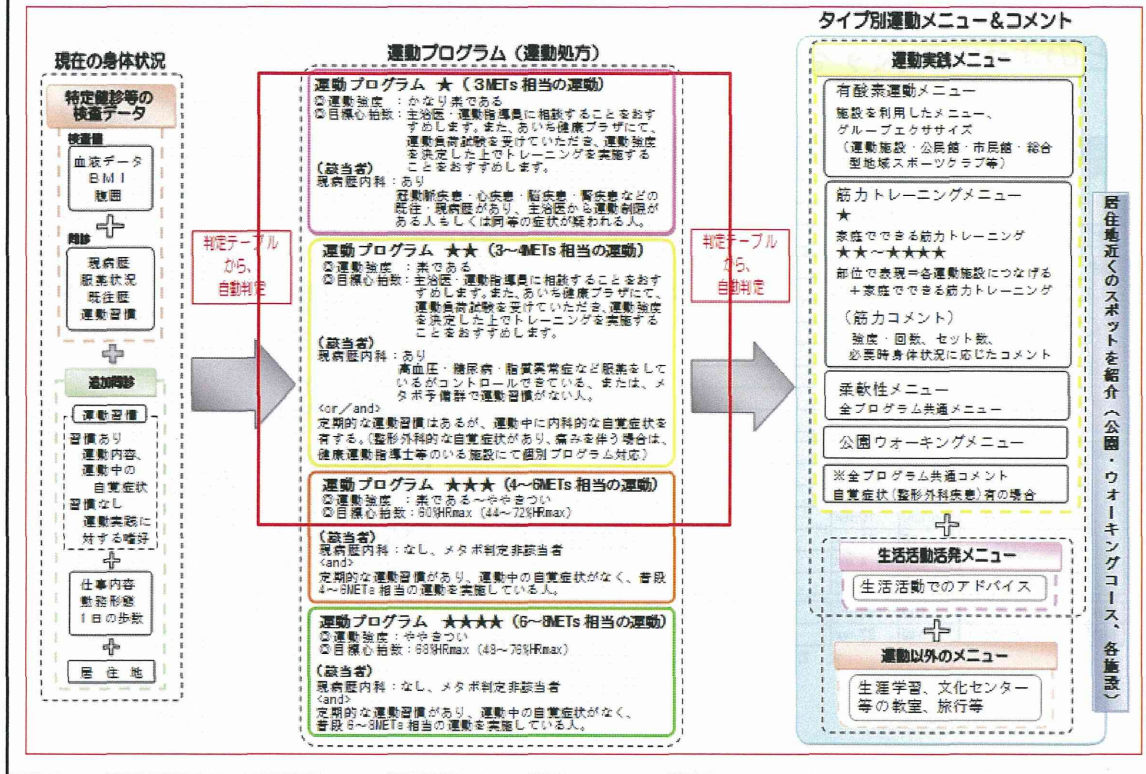 現在の身体状況
特定健診等の
検査データ
検査値
血液データ
BMI
腹囲
問診
現病歴
服薬状況
既往歴
運動習慣
追加問診
運動習慣
習慣あり
運動内容、
運動中の
自覚症状
習慣なし
運動実践に
対する嗜好
仕事内容
勤務形態
1日の歩数
居住地
判定テーブル
から、
自動判定
運動プログラム(運動処方)
運動プログラム ★(3METs相当の運動)
◎運動強度 :かなり楽である
◎目標心拍数:主治医・運動指導員に相談することをおす
すめします。また、あいち健康プラザにて、
運動負荷試験を受けていただき、運動強度
を決定した上でトレーニングを実施する
ことをおすすめします。
(該当者)
現病歴内科:あり
冠動脈疾患・心疾患・脳疾患・腎疾患などの
既往・現病歴があり、主治医から運動制限が
ある人もしくは同等の症状が疑われる人。
運動プログラム ★★(3~4METs相当の運動)
◎運動強度 :楽である
◎目標心拍数:主治医・運動指導員に相談することをおす
すめします。また、あいち健康プラザにて、
運動負荷試験を受けていただき、運動強度
を決定した上でトレーニングを実施する
ことをおすすめします。
(該当者)
現病歴内科:あり
高血圧・糖尿病・脂質異常症など服薬をして
いるがコントロールできている、または、メ
タボ予備群で運動習慣がない人。
<or/and>
定期的な運動習慣はあるが、運動中に内科的な自覚症状を
有する。(整形外科的な自覚症状があり、痛みを伴う場合は、
健康運動指導士等のいる施設にて個別プログラム対応)
運動プログラム ★★★(4~6METs相当の運動)
◎運動強度 :楽である~ややきつい
◎目標心拍数:60%HRmax(44~72%HRmax)
(該当者)
現病歴内科:なし、メタボ判定非該当者
<and>
定期的な運動習慣があり、運動中の自覚症状がなく、普段
4~6METs相当の運動を実施している人。
運動プログラム ★★★★(6~8METs相当の運動)
◎運動強度:ややきつい
◎目標心拍数:68%HRmax(48~76%HRmax)
(該当者)
現病歴内科:なし、メタボ判定非該当者
<and>
定期的な運動習慣があり、運動中の自覚症状がなく、
普段6~8METs相当の運動を実施している人。
判定テーブル
から、
自動判定
タイプ別運動メニュー&コメント
運動実践メニュー
有酸素運動メニュー
施設を利用したメニュー、
グループエクササイズ
(運動施設・公民館・市民館・総合
型地域スポーツクラブ等)
筋力トレーニングメニュー
★
家庭でできる筋力トレーニング
★★~★★★★
部位で表現⇒各運動施設につなげる
+家庭でできる筋力トレーニング
(筋力コメント)
強度・回数、セット数、
必要時身体状況に応じたコメント
柔軟性メニュー
全プログラム共通メニュー
公園ウオーキングメニュー
※全プログラム共通コメント
自覚症状(整形外科疾患)有の場合
生活活動活発メニュー
生活活動でのアドバイス
運動以外のメニュー
生涯学習、文化センター
等の教室、旅行等
居住地近くのスポットを紹介(公園・ウォーキングコース、各施設)